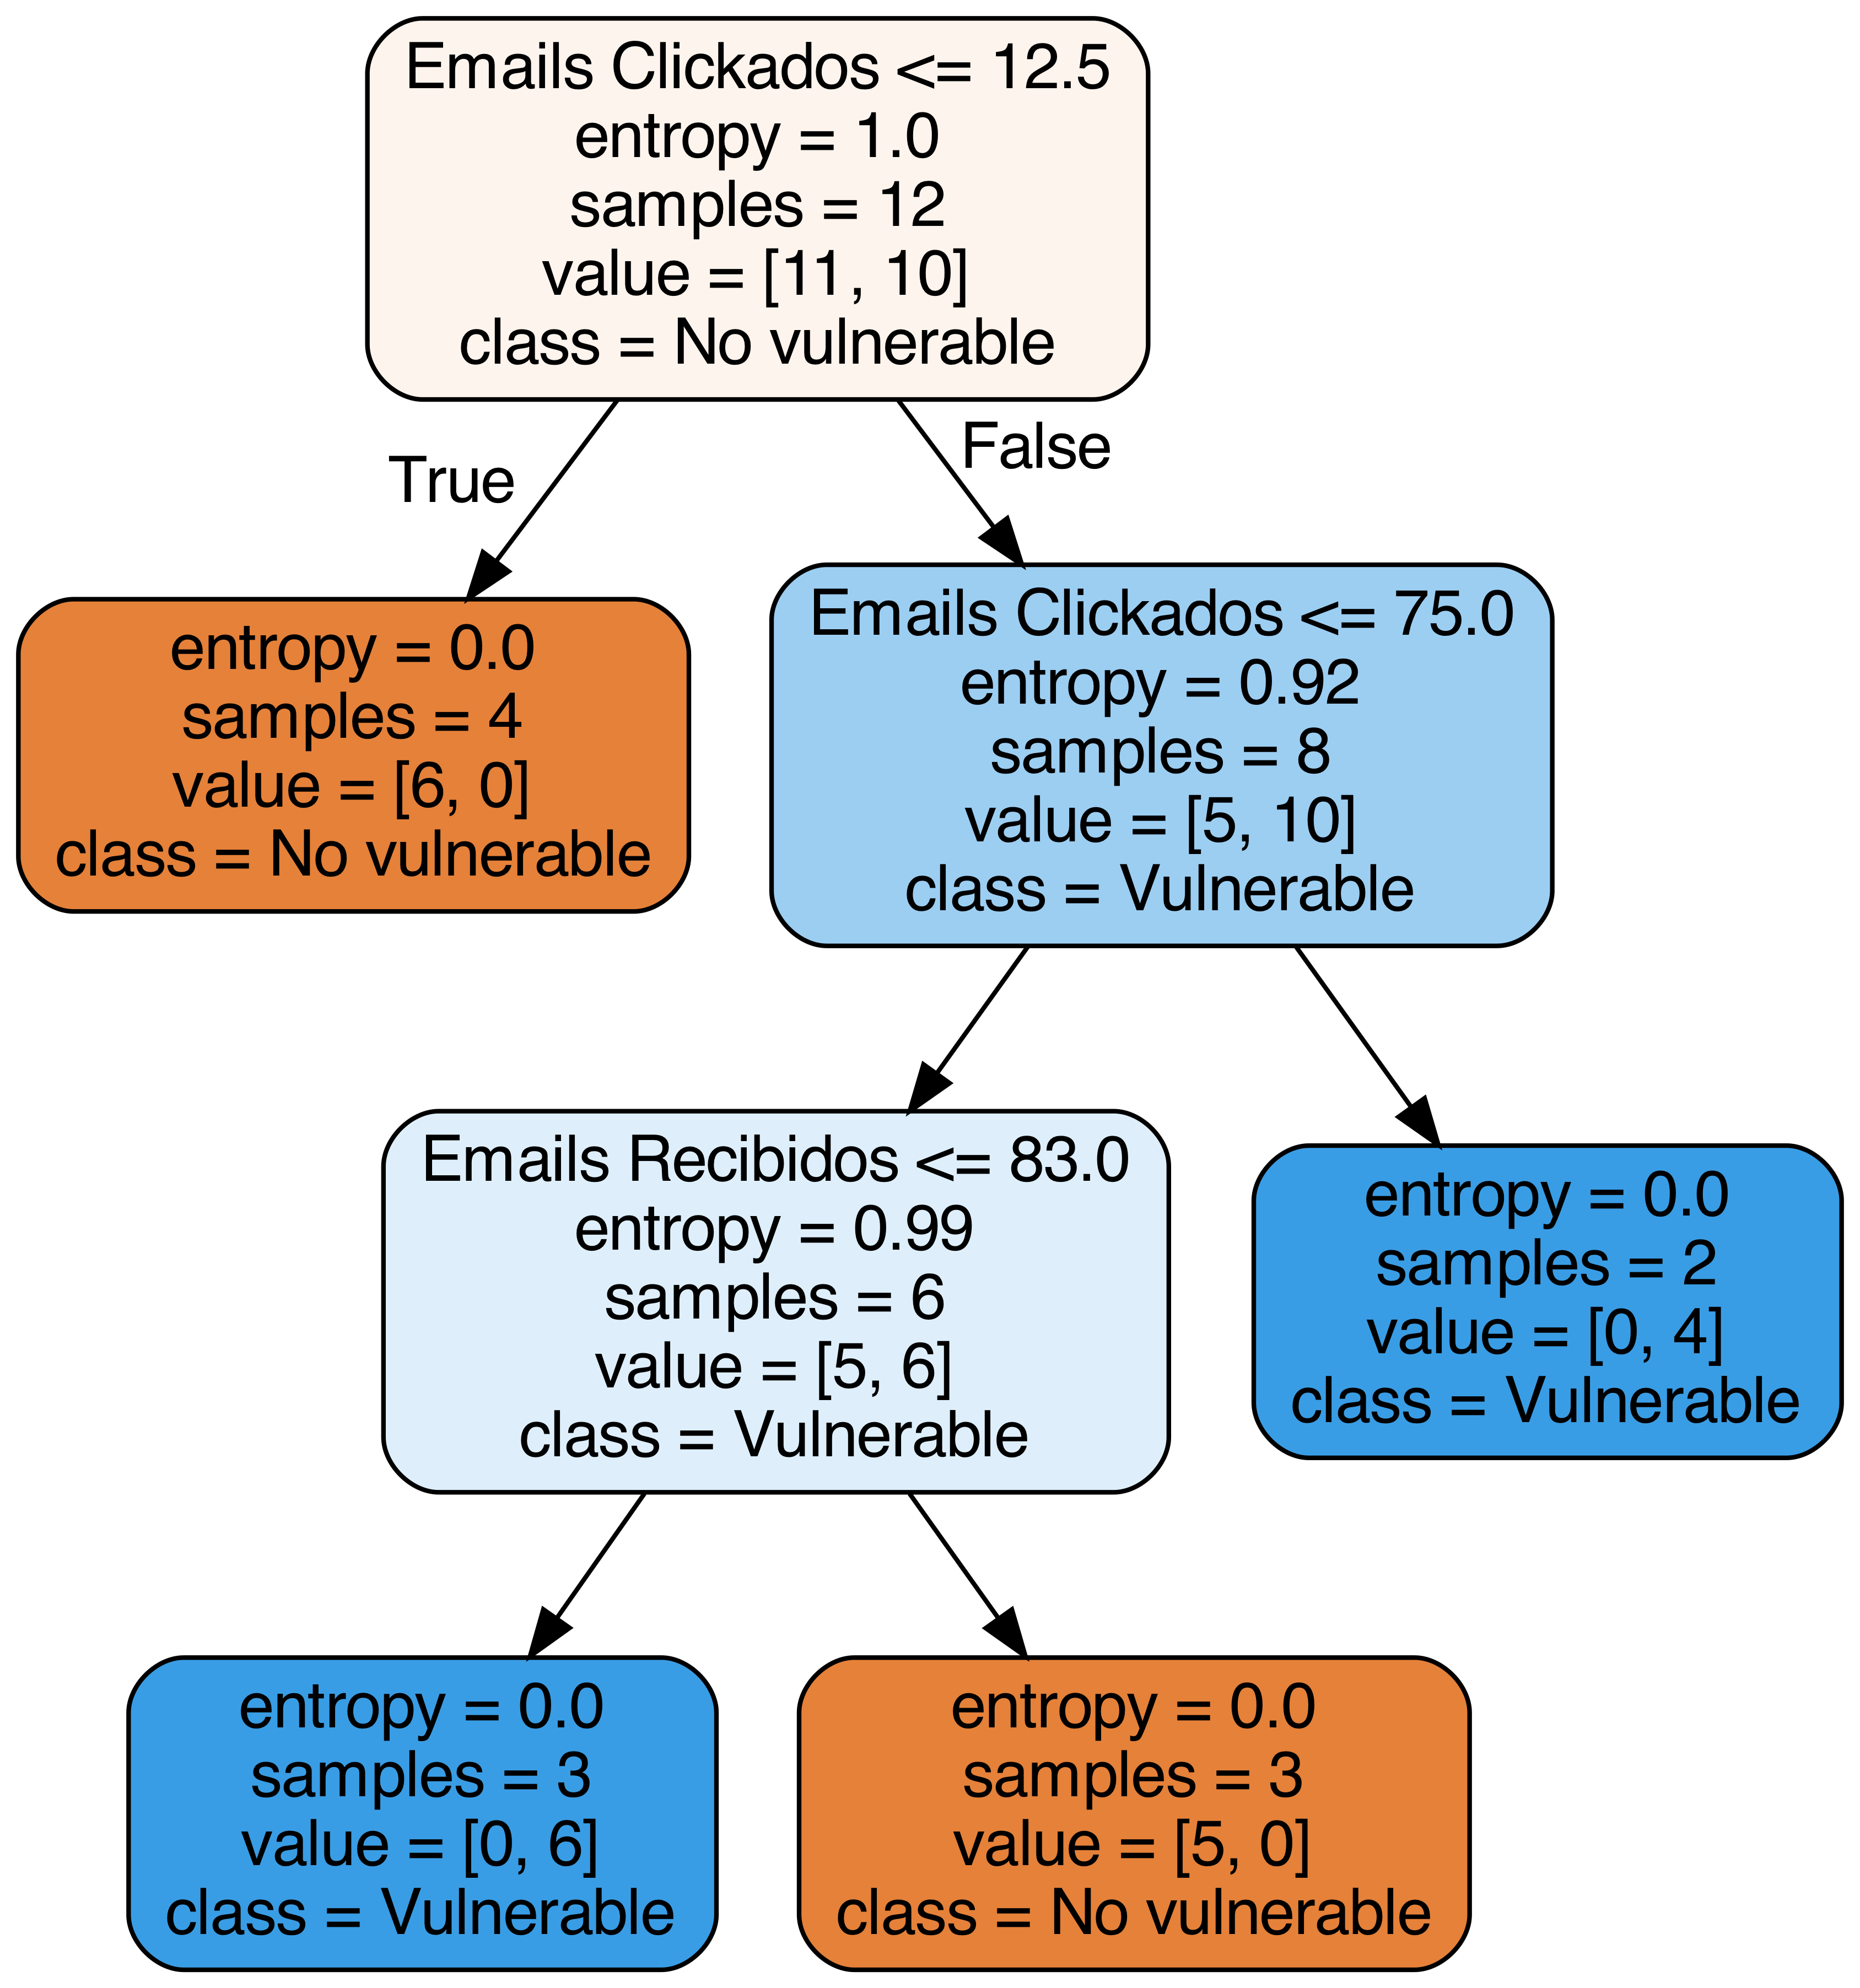 Emails Clickados <= 12.5
entropy = 1.0
samples = 12
value = [11, 10]
class = No vulnerable
True
False
entropy = 0.0
samples = 4
value = [6, 0]
class = No vulnerable
Emails Clickados <= 75.0
entropy = 0.92
samples = 8
value = [5, 10]
class = Vulnerable
Emails Recibidos <= 83.0
entropy = 0.99
samples = 6
value = [5, 6]
class = Vulnerable
entropy = 0.0
samples = 2
value = [0, 4]
class = Vulnerable
entropy = 0.0
samples = 3
value = [0, 6]
class = Vulnerable
entropy = 0.0
samples = 3
value = [5, 0]
class = No vulnerable